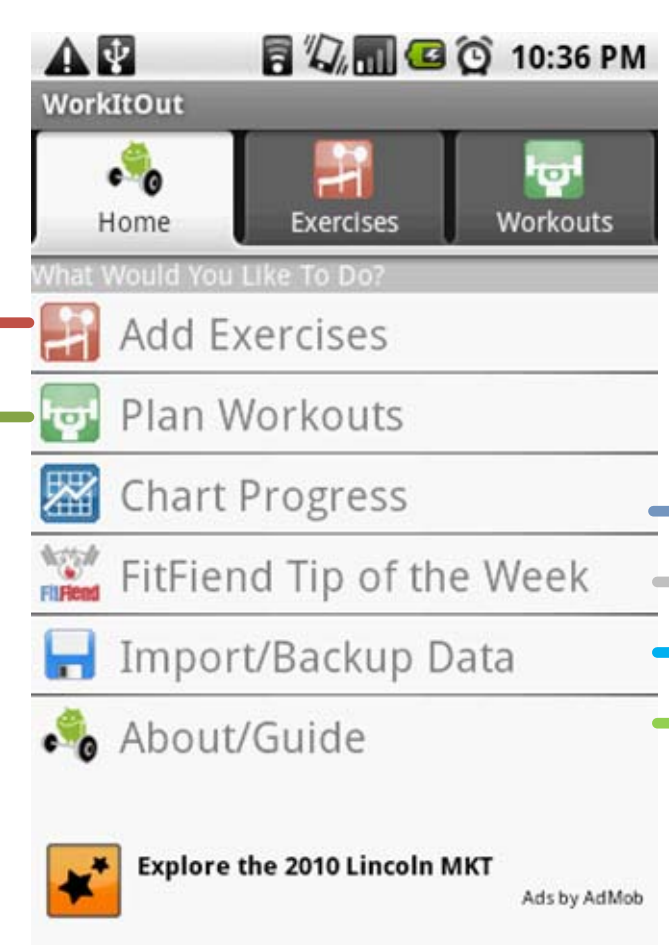 10:36 PM
WorkItOut
Home Exercises Workouts
What Would You Like To Do?
Add Exercises
Plan Workouts
Chart Progress
FitFiend FitFiend Tip of the Week
Import/Backup Data
About/Guide
Explore the 2010 Lincoln MKT
Ads by AdMob